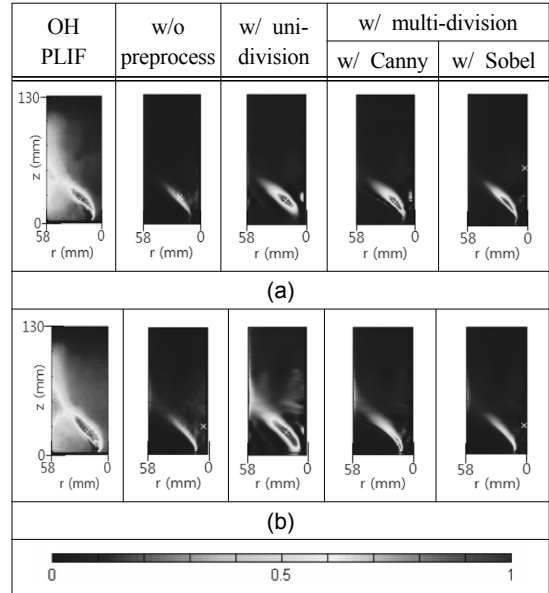 OH PLIF
w/o preprocess
w/ uni-division
w/ multi-division
w/ Canny
w/ Sobel
130
z (mm)
0
58 0
r (mm)
58 0
r (mm)
58 0
r (mm)
58 0
r (mm)
58 0
r (mm)
(a)
130
z (mm)
0
58 0
r (mm)
58 0
r (mm)
58 0
r (mm)
58 0
r (mm)
58 0
r (mm)
(b)
0 0.5 1